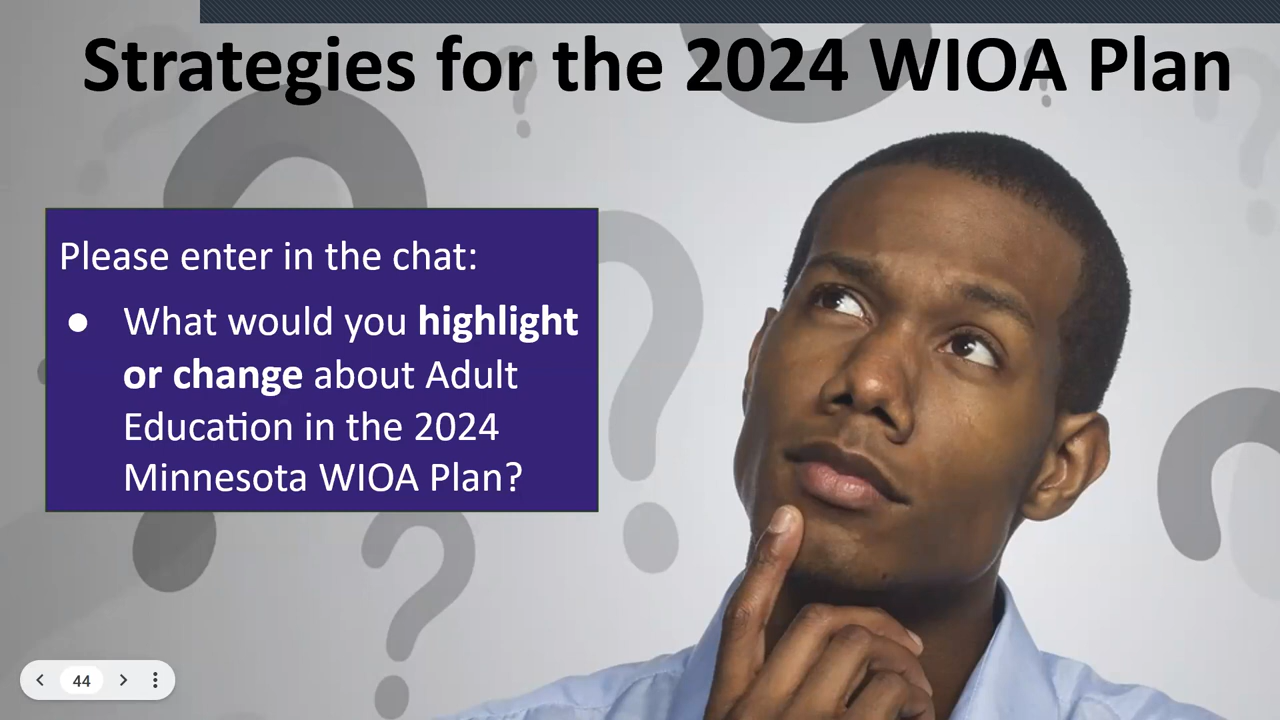 Strategies for the 2024 WIOA Plan
Please enter in the chat:
● What would you highlight
or change about Adult
Education in the 2024
Minnesota WIOA Plan?
44